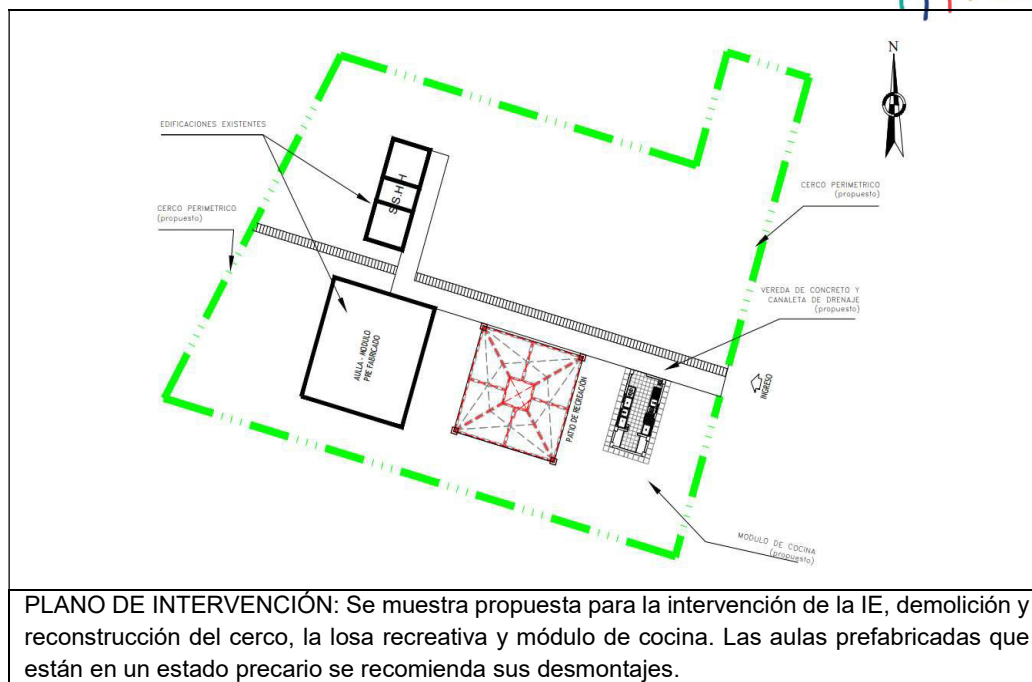 N
EDIFICACIONES EXISTENTES
S.S.H.H
CERCO PERIMETRICO
(propuesto)
CERCO PERIMETRICO
(propuesto)
VEREDA DE CONCRETO Y
CANALETA DE DRENAJE
(propuesto)
AULLA - MODULO
PRE FABRICADO
PATIO DE RECREACIÓN
INGRESO
MODULO DE COCINA
(propuesto)
PLANO DE INTERVENCIÓN: Se muestra propuesta para la intervención de la IE, demolición y
reconstrucción del cerco, la losa recreativa y módulo de cocina. Las aulas prefabricadas que
están en un estado precario se recomienda sus desmontajes.